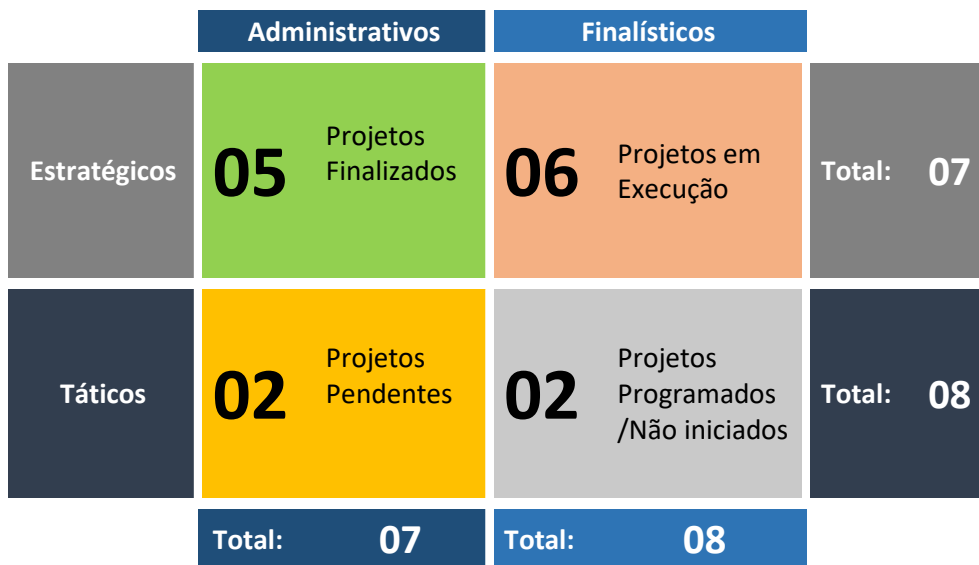 Administrativos
Finalísticos
Estratégicos
05
Projetos
Finalizados
06
Projetos em
Execução
Total: 07
Táticos
02
Projetos
Pendentes
02
Projetos
Programados
/Não iniciados
Total: 08
Total: 07
Total: 08